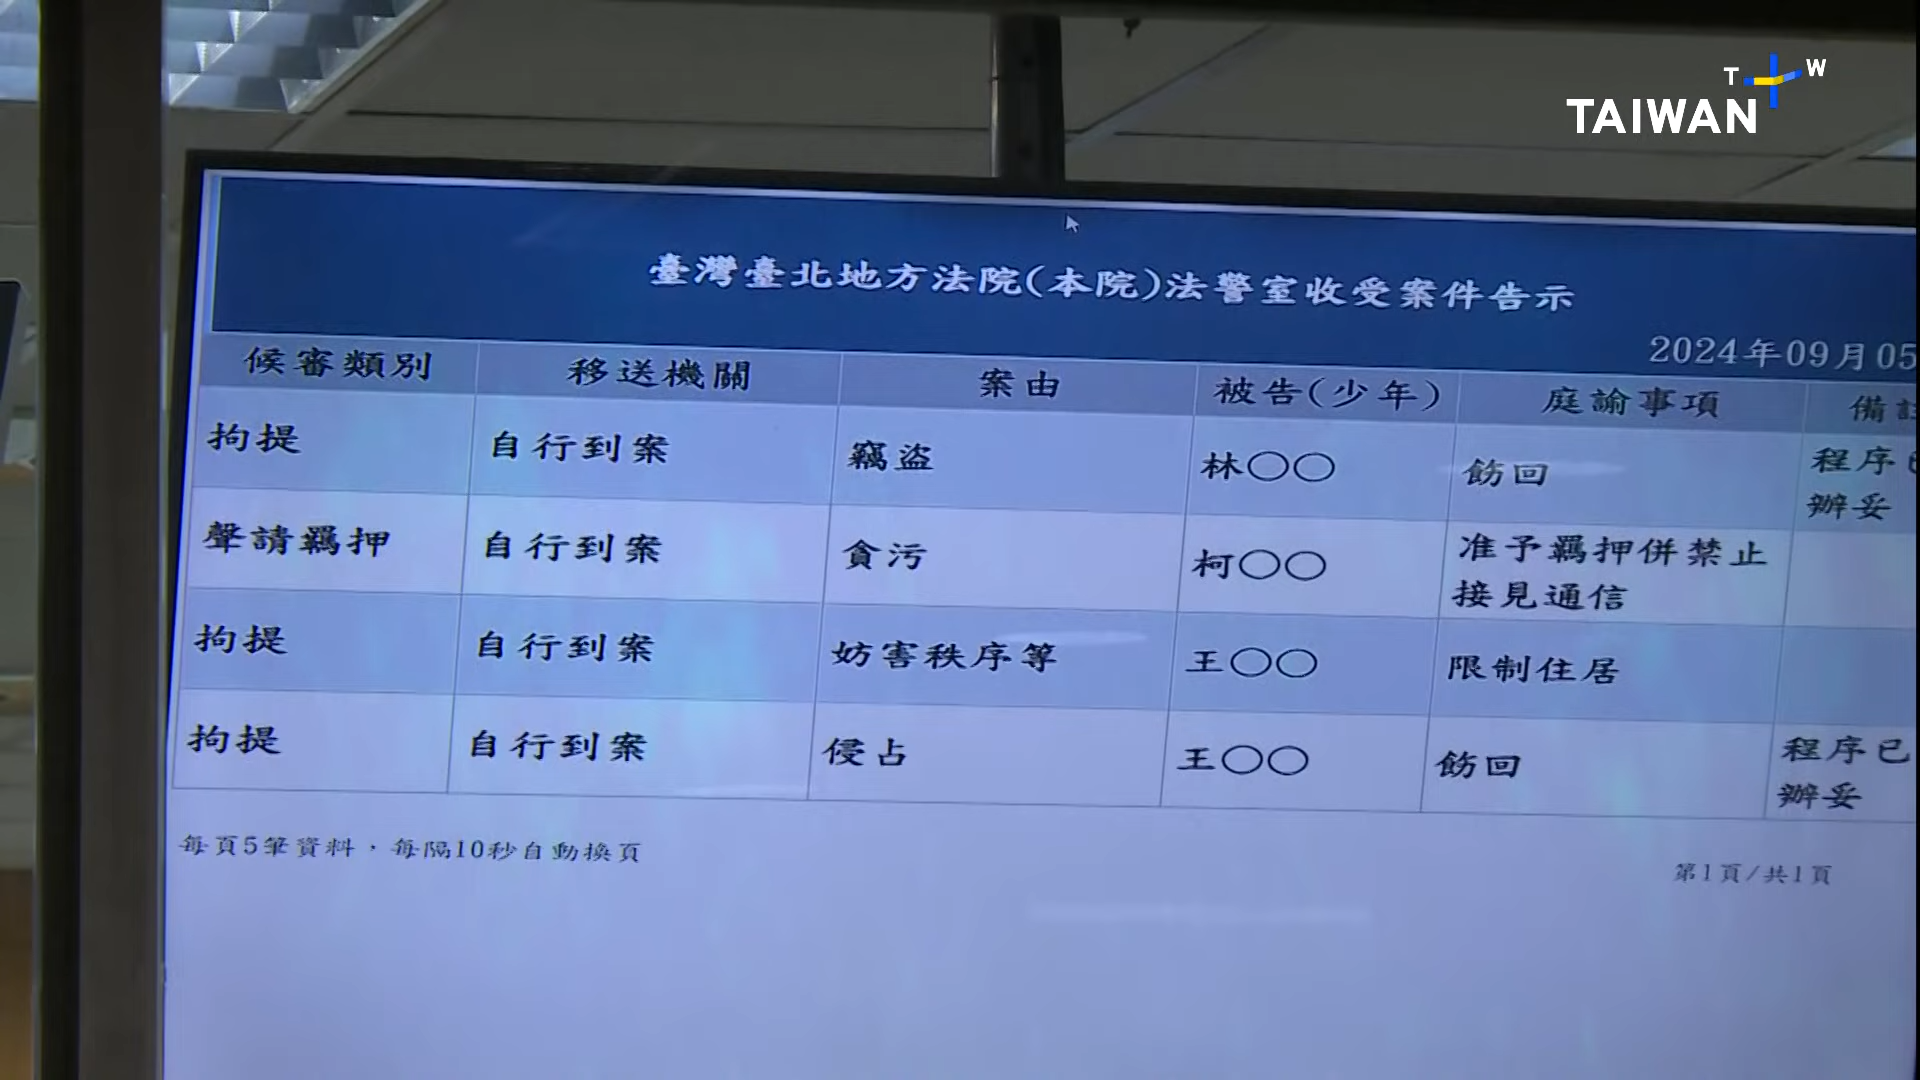 T W
TAIWAN
臺灣臺北地方法院(本院)法警室收受案件告示
2024年09月05
候審類別 移送機關 案由 被告(少年) 庭諭事項 備
拘提 自行到案 竊盜 林○○ 飭回 程序
辦妥
聲請羈押 自行到案 貪污 柯○○ 准予羈押併禁止
接見通信
拘提 自行到案 妨害秩序等 王○○ 限制住居
拘提 自行到案 侵占 王○○ 飭回 程序已
辦妥
每頁5筆資料，每隔10秒自動換頁
第1頁/共1頁